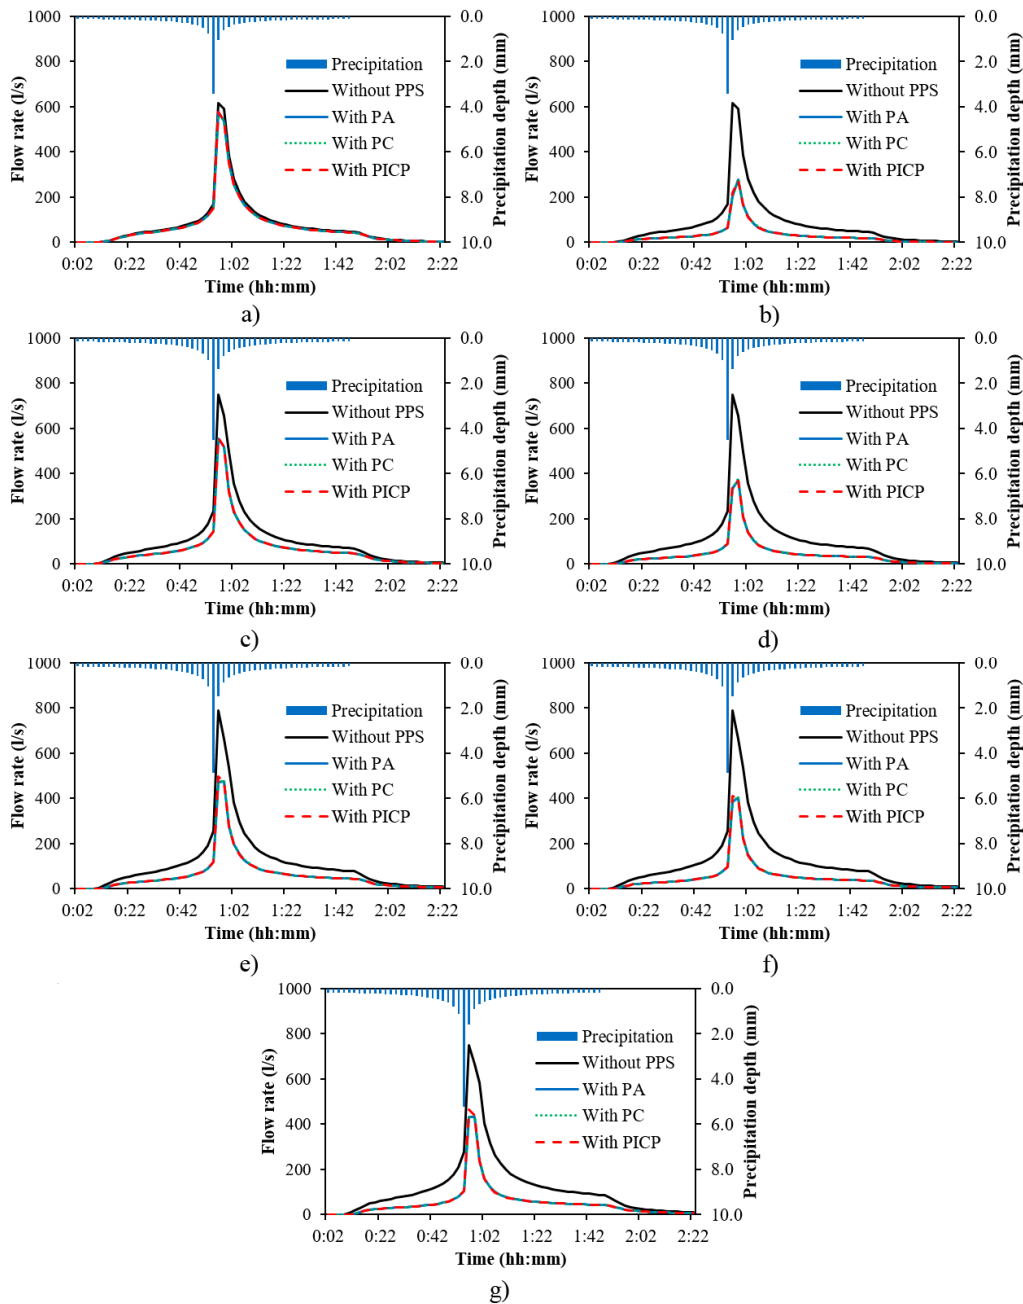 1000
800
600
400
200
0
Flow rate (l/s)
0.0
2.0
4.0
6.0
8.0
10.0
Precipitation depth (mm)
Precipitation
Without PPS
With PA
With PC
With PICP
0:02 0:22 0:42 1:02 1:22 1:42 2:02 2:22
Time (hh:mm)
a)
1000
800
600
400
200
0
Flow rate (l/s)
0.0
2.0
4.0
6.0
8.0
10.0
Precipitation depth (mm)
Precipitation
Without PPS
With PA
With PC
With PICP
0:02 0:22 0:42 1:02 1:22 1:42 2:02 2:22
Time (hh:mm)
b)
1000
800
600
400
200
0
Flow rate (l/s)
0.0
2.0
4.0
6.0
8.0
10.0
Precipitation depth (mm)
Precipitation
Without PPS
With PA
With PC
With PICP
0:02 0:22 0:42 1:02 1:22 1:42 2:02 2:22
Time (hh:mm)
c)
1000
800
600
400
200
0
Flow rate (l/s)
0.0
2.0
4.0
6.0
8.0
10.0
Precipitation depth (mm)
Precipitation
Without PPS
With PA
With PC
With PICP
0:02 0:22 0:42 1:02 1:22 1:42 2:02 2:22
Time (hh:mm)
d)
1000
800
600
400
200
0
Flow rate (l/s)
0.0
2.0
4.0
6.0
8.0
10.0
Precipitation depth (mm)
Precipitation
Without PPS
With PA
With PC
With PICP
0:02 0:22 0:42 1:02 1:22 1:42 2:02 2:22
Time (hh:mm)
e)
1000
800
600
400
200
0
Flow rate (l/s)
0.0
2.0
4.0
6.0
8.0
10.0
Precipitation depth (mm)
Precipitation
Without PPS
With PA
With PC
With PICP
0:02 0:22 0:42 1:02 1:22 1:42 2:02 2:22
Time (hh:mm)
f)
1000
800
600
400
200
0
Flow rate (l/s)
0.0
2.0
4.0
6.0
8.0
10.0
Precipitation depth (mm)
Precipitation
Without PPS
With PA
With PC
With PICP
0:02 0:22 0:42 1:02 1:22 1:42 2:02 2:22
Time (hh:mm)
g)